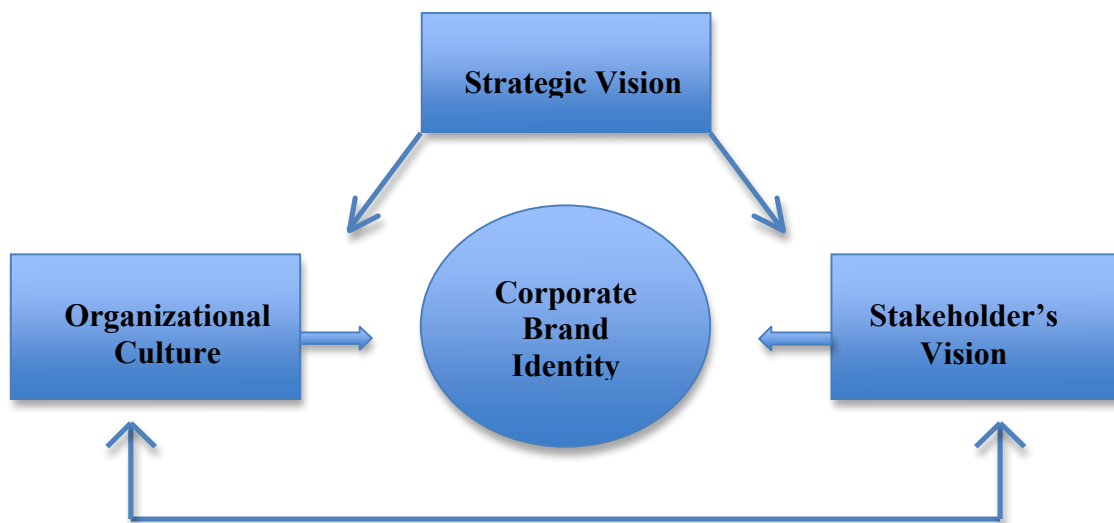 Strategic Vision
Organizational
Culture
Corporate
Brand
Identity
Stakeholder’s
Vision